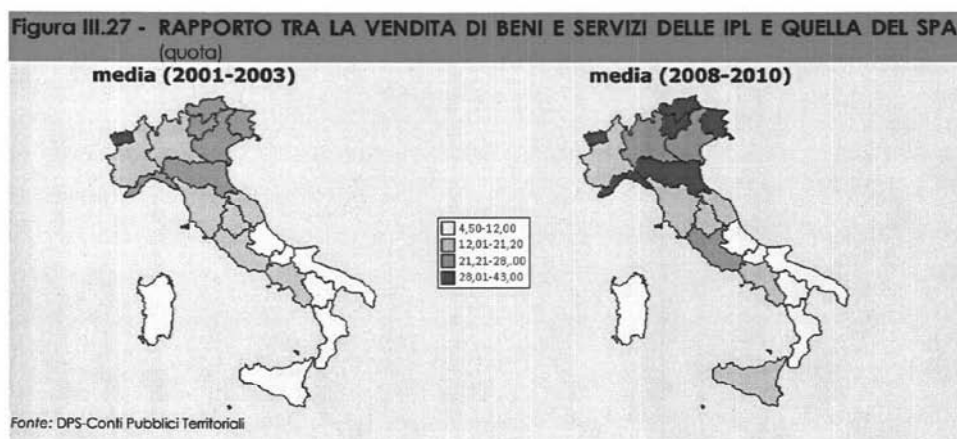 Figura III.27 - RAPPORTO TRA LA VENDITA DI BENI E SERVIZI DELLE IPL E QUELLA DEL SPA
(quota)
media (2001-2003)
media (2008-2010)
4,50-12,00
12,01-21,20
21,21-28,.00
28,01-43,00
Fonte: DPS-Conti Pubblici Territoriali